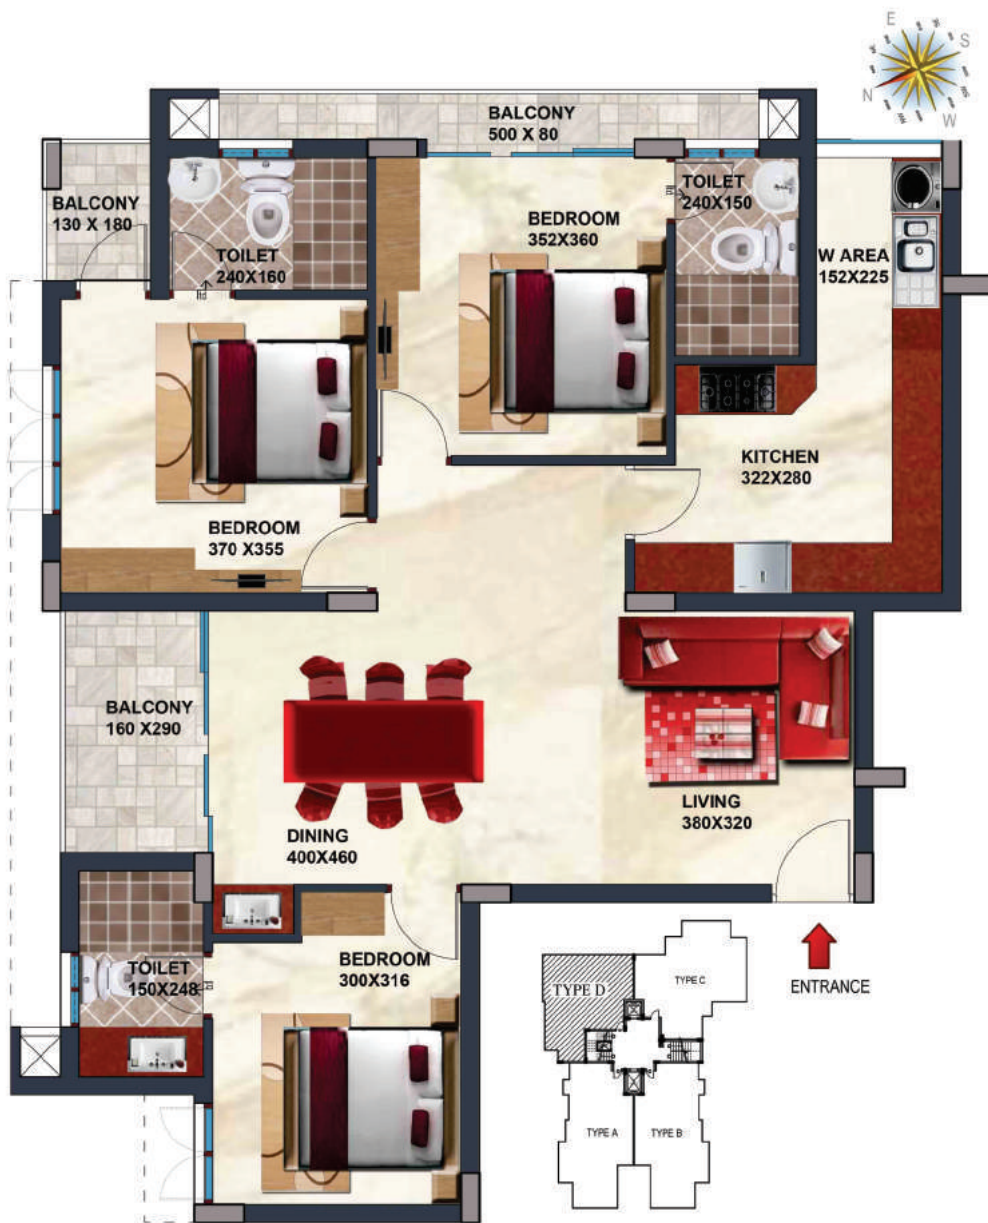 E
S
N
W
BALCONY
500 X 80
BALCONY
130 X 180
TOILET
240X160
BEDROOM
352X360
TOILET
240X150
W AREA
152X225
KITCHEN
322X280
BEDROOM
370 X355
BALCONY
160 X290
DINING
400X460
LIVING
380X320
TOILET
150X248
BEDROOM
300X316
ENTRANCE
TYPE D
TYPE C
TYPE A
TYPE B